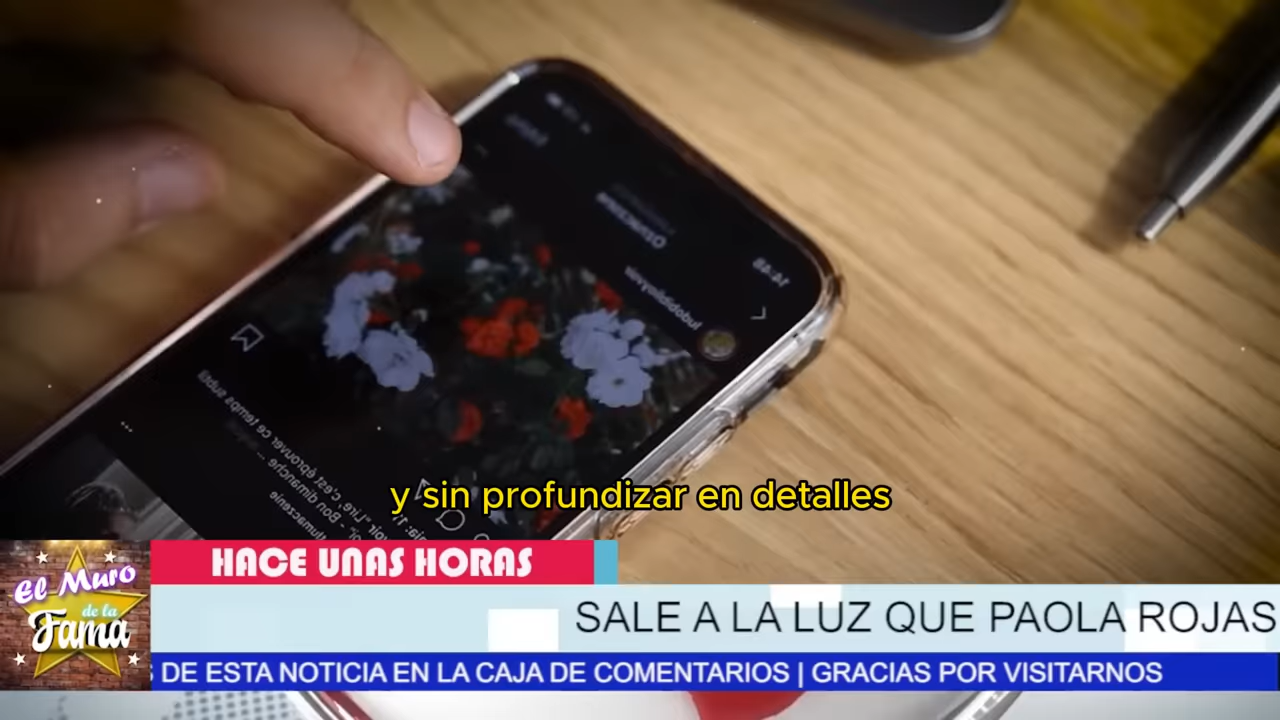 y sin profundizar en detalles
HACE UNAS HORAS
El Muro
de la
Fama
SALE A LA LUZ QUE PAOLA ROJAS
DE ESTA NOTICIA EN LA CAJA DE COMENTARIOS | GRACIAS POR VISITARNOS